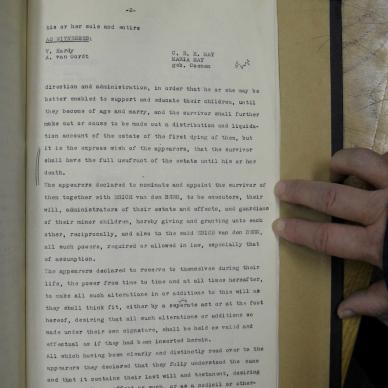 -2-
his or her sole and entire
AS WITNESSES:
V. Hardy
A. van Oordt
C. S. K. HAY
MARIA HAY
geb.
direction and administration, in order that he or she may be
better enabled to support and educate their children, until
they become of age and marry, and the survivor shall further
make out or cause to be made out a distribution and liquida-
tion account of the estate of the first dying of them, but
it is the express wish of the appearers, that the survivor
shall have the full usufruct of the estate until his or her
death.
The appearers declared to nominate and appoint the survivor of
them together with van den BERG, to be executors, their
will, administrators of their estate and effects, and guardians
of their minor children, hereby giving and granting unto each
other, reciprocally, and also to the said van den BERG,
all such powers, required or allowed in law, especially that
of assumption.
The appearers declared to reserve to themselves during their
life, the power from time to time and at all times hereafter,
to make all such alterations in or additions to this will as
they shall think fit, either by a separate act or at the foot
hereof, desiring that all such alterations or additions so
made under their own signature, shall be held as valid and
effectual as if they had been inserted herein.
All which having been clearly and distinctly read over to the
appearers they declared that they fully understood the same
and that it contains their last will and testament, desiring
or as a codicil or other-